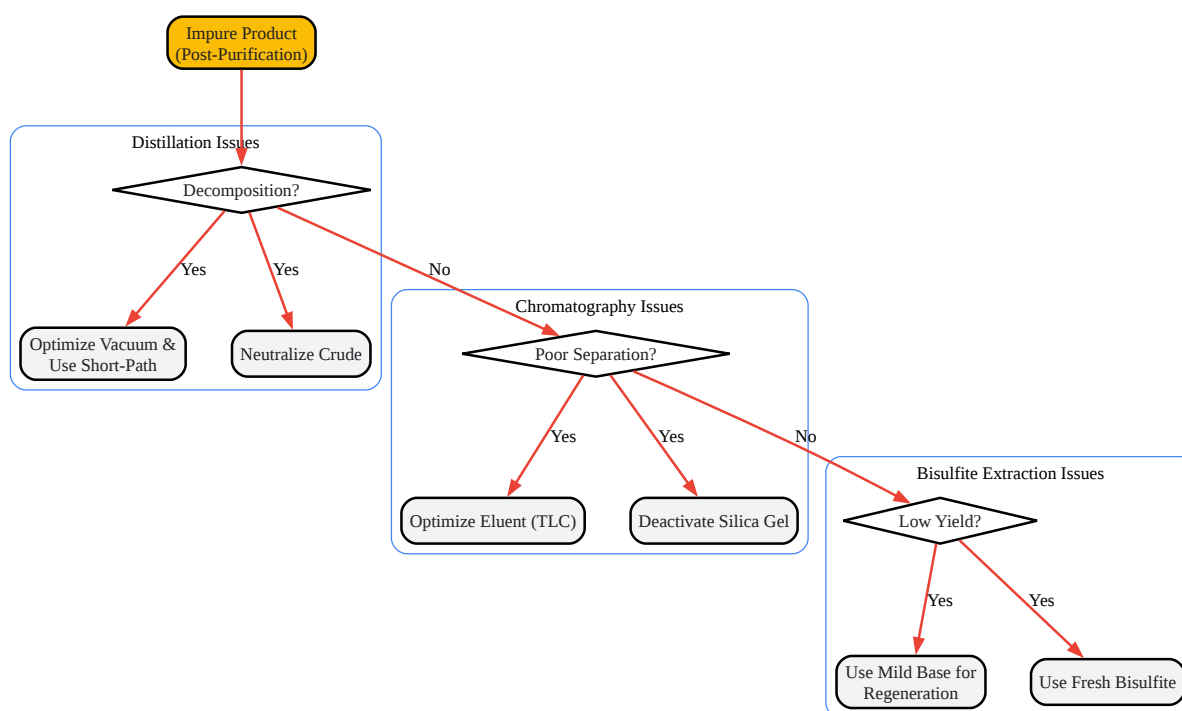 Impure Product
(Post-Purification)
Distillation Issues
Decomposition?
Yes
Yes
No
Optimize Vacuum &
Use Short-Path
Neutralize Crude
Chromatography Issues
Poor Separation?
Yes
Yes
No
Optimize Eluent (TLC)
Deactivate Silica Gel
Bisulfite Extraction Issues
Low Yield?
Yes
Yes
Use Mild Base for
Regeneration
Use Fresh Bisulfite